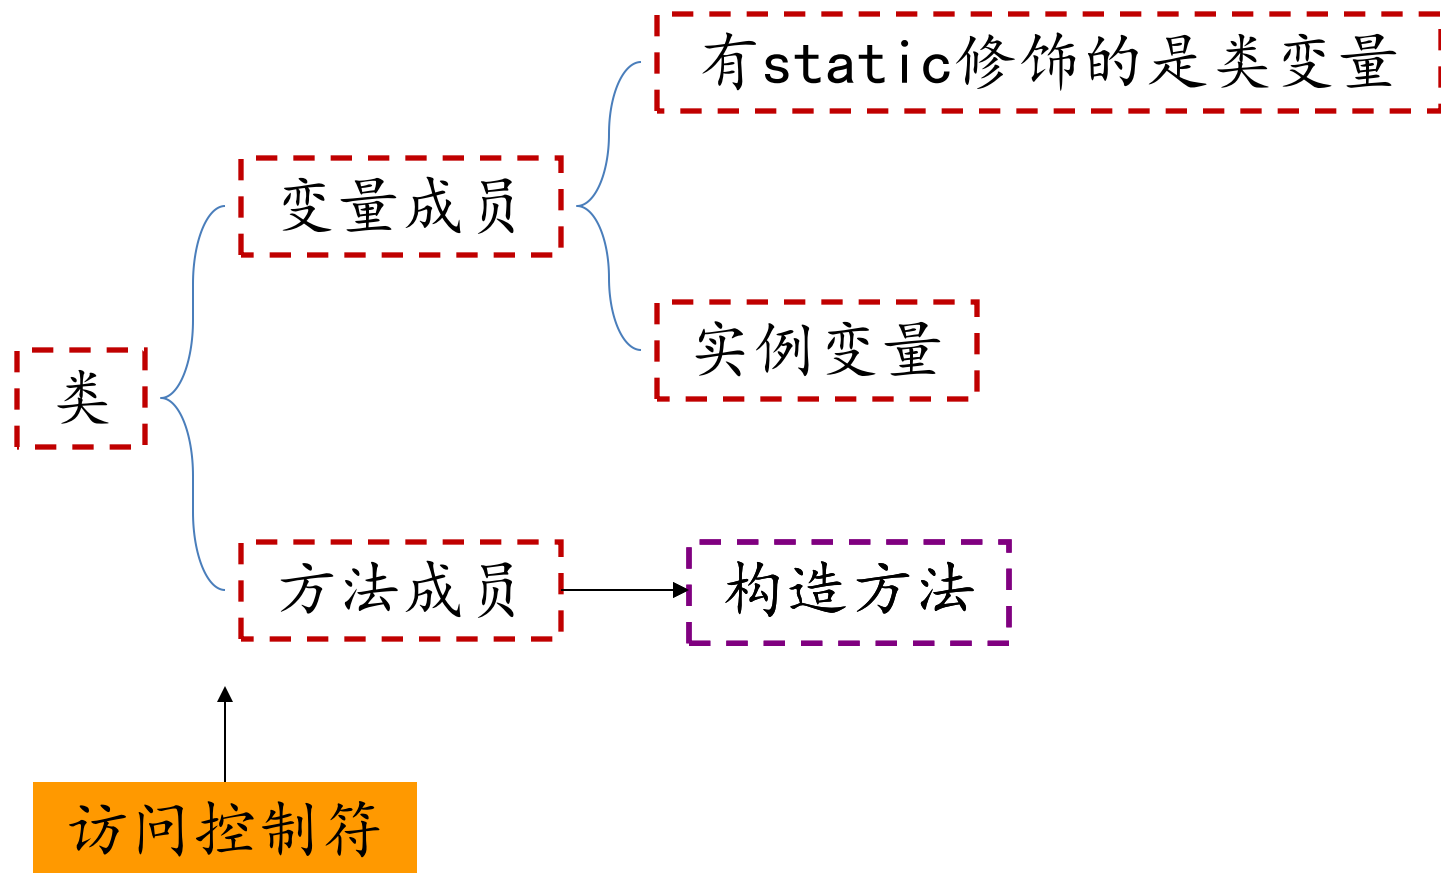 有static修饰的是类变量
变量成员
实例变量
类
方法成员
构造方法
访问控制符